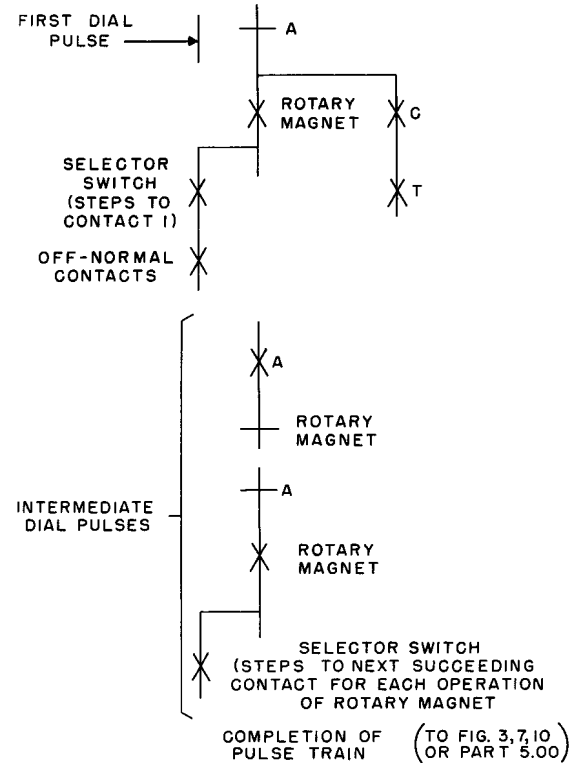 FIRST DIAL
PULSE
A
ROTARY
MAGNET
C
SELECTOR
SWITCH
(STEPS TO
CONTACT 1)
T
OFF-NORMAL
CONTACTS
A
ROTARY
MAGNET
A
INTERMEDIATE
DIAL PULSES
ROTARY
MAGNET
SELECTOR SWITCH
(STEPS TO NEXT SUCCEEDING
CONTACT FOR EACH OPERATION
OF ROTARY MAGNET
COMPLETION OF
PULSE TRAIN
(TO FIG. 3,7,10
OR PART 5.00)